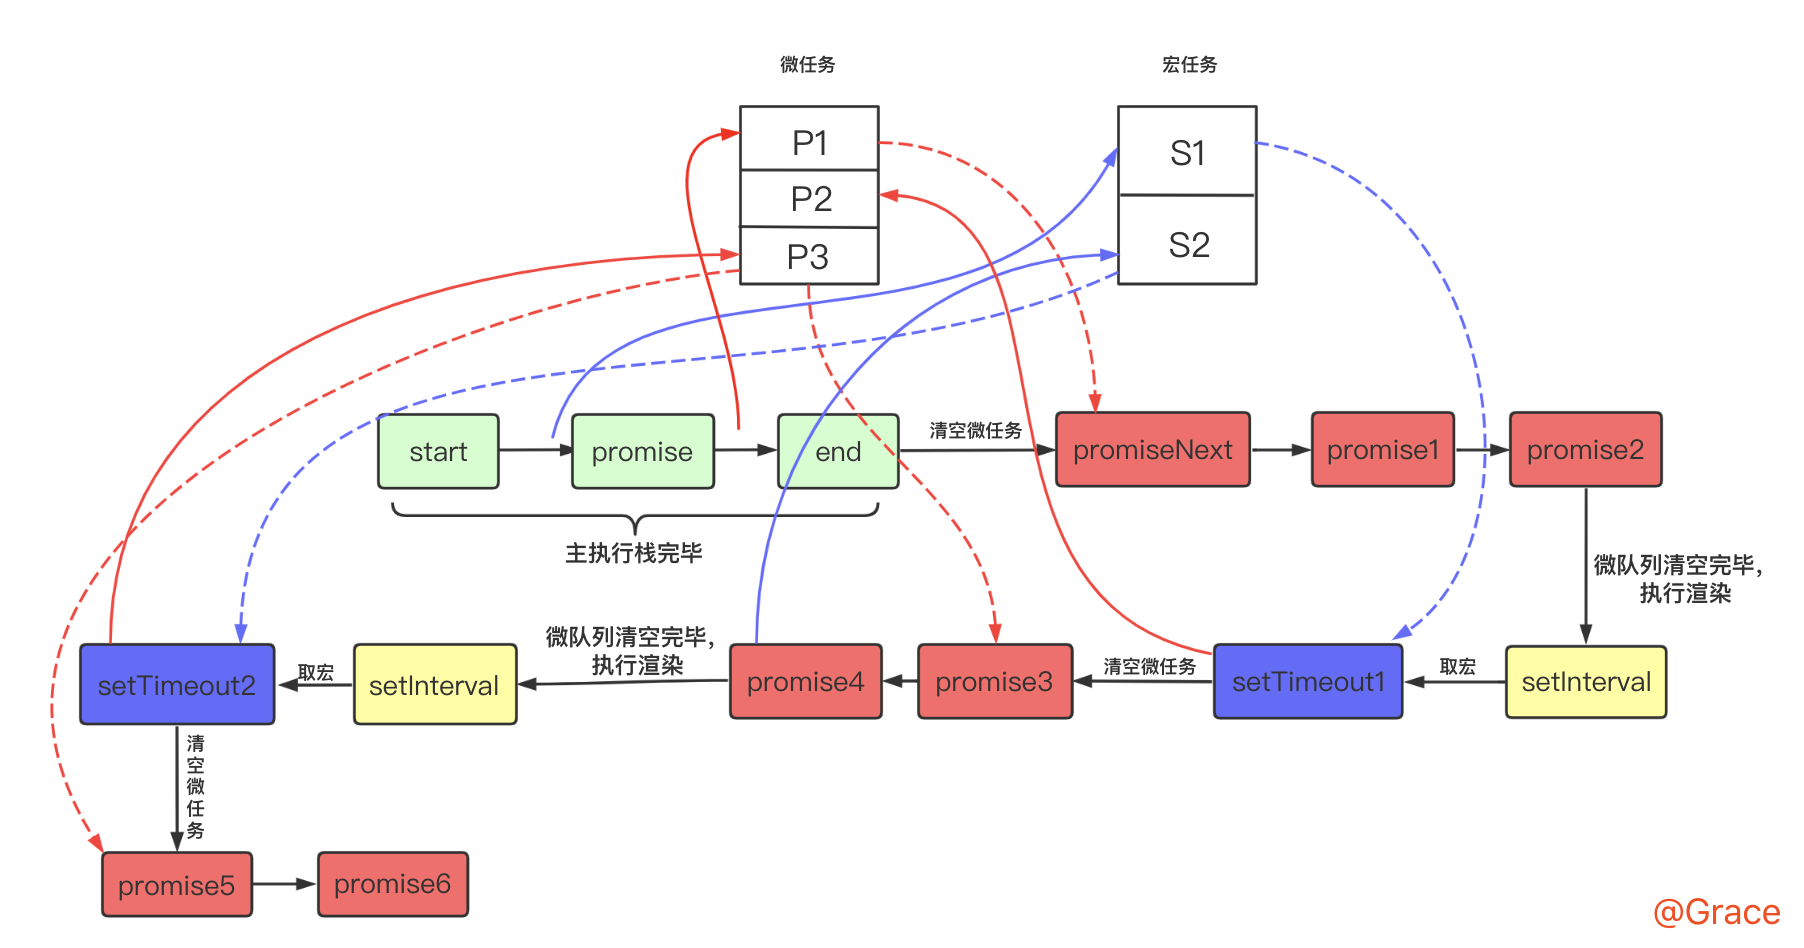 微任务
宏任务
P1
P2
P3
S1
S2
start
promise
end
清空微任务
promiseNext
promise1
promise2
主执行栈完毕
微队列清空完毕，
执行渲染
setTimeout2
取宏
setInterval
微队列清空完毕，
执行渲染
promise4
promise3
清空微任务
setTimeout1
取宏
setInterval
清空微任务
promise5
promise6
@Grace